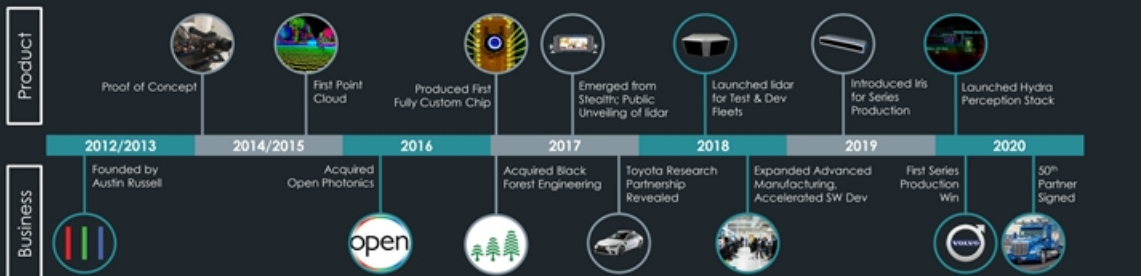 Product
Proof of Concept
First Point
Cloud
Produced First
Fully Custom Chip
Emerged from
Stealth; Public
Unveiling of lidar
Launched lidar
for Test & Dev
Fleets
Introduced Iris
for Series
Production
Launched Hydra
Perception Stack
2012/2013
2014/2015
2016
2017
2018
2019
2020
Business
Founded by
Austin Russell
Acquired
Open Photonics
open
Acquired Black
Forest Engineering
Toyota Research
Partnership
Revealed
Expanded Advanced
Manufacturing,
Accelerated SW Dev
First Series
Production
Win
VOLVO
50th
Partner
Signed